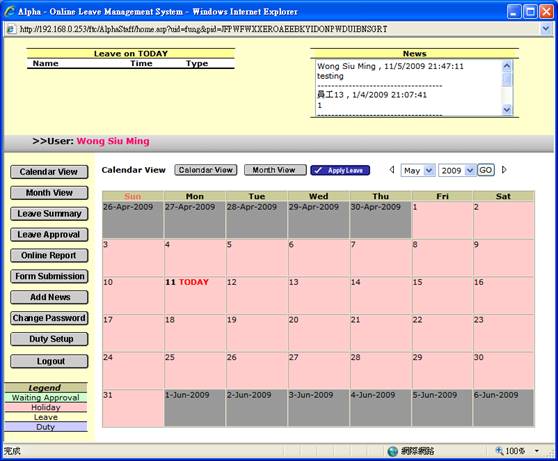 Alpha - Online Leave Management System - Windows Internet Explorer
http://192.168.0.253/flx/AlphaStaff/home.asp?uid=fung&pid=JFPWFWXXEROAEEBKYIDONPWDUIBNSGRT
Leave on TODAY
Name Time Type
News
Wong Siu Ming , 11/5/2009 21:47:11
testing
------------------------------------
員工13 , 1/4/2009 21:07:41
1
------------------------------------
>>User: Wong Siu Ming
Calendar View
Month View
Leave Summary
Leave Approval
Online Report
Form Submission
Add News
Change Password
Duty Setup
Logout
Legend
Waiting Approval
Holiday
Leave
Duty
Calendar View Calendar View Month View Apply Leave May 2009 GO
Sun Mon Tue Wed Thu Fri Sat
26-Apr-2009 27-Apr-2009 28-Apr-2009 29-Apr-2009 30-Apr-2009 1 2
3 4 5 6 7 8 9
10 11 TODAY 12 13 14 15 16
17 18 19 20 21 22 23
24 25 26 27 28 29 30
31 1-Jun-2009 2-Jun-2009 3-Jun-2009 4-Jun-2009 5-Jun-2009 6-Jun-2009
完成 網際網路 100%